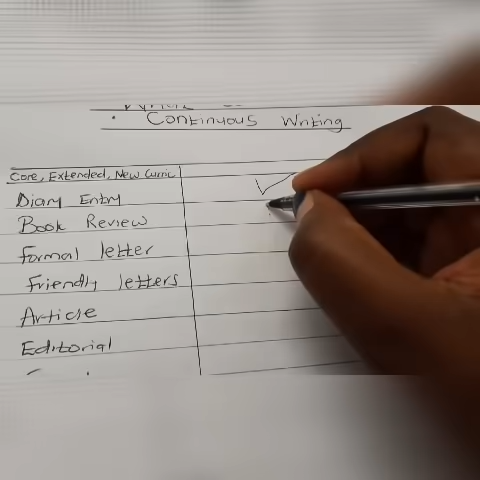 • Continuous Writing
Core, Extended, New Curric
Diary Entry
Book Review
Formal letter
Friendly letters
Article
Editorial